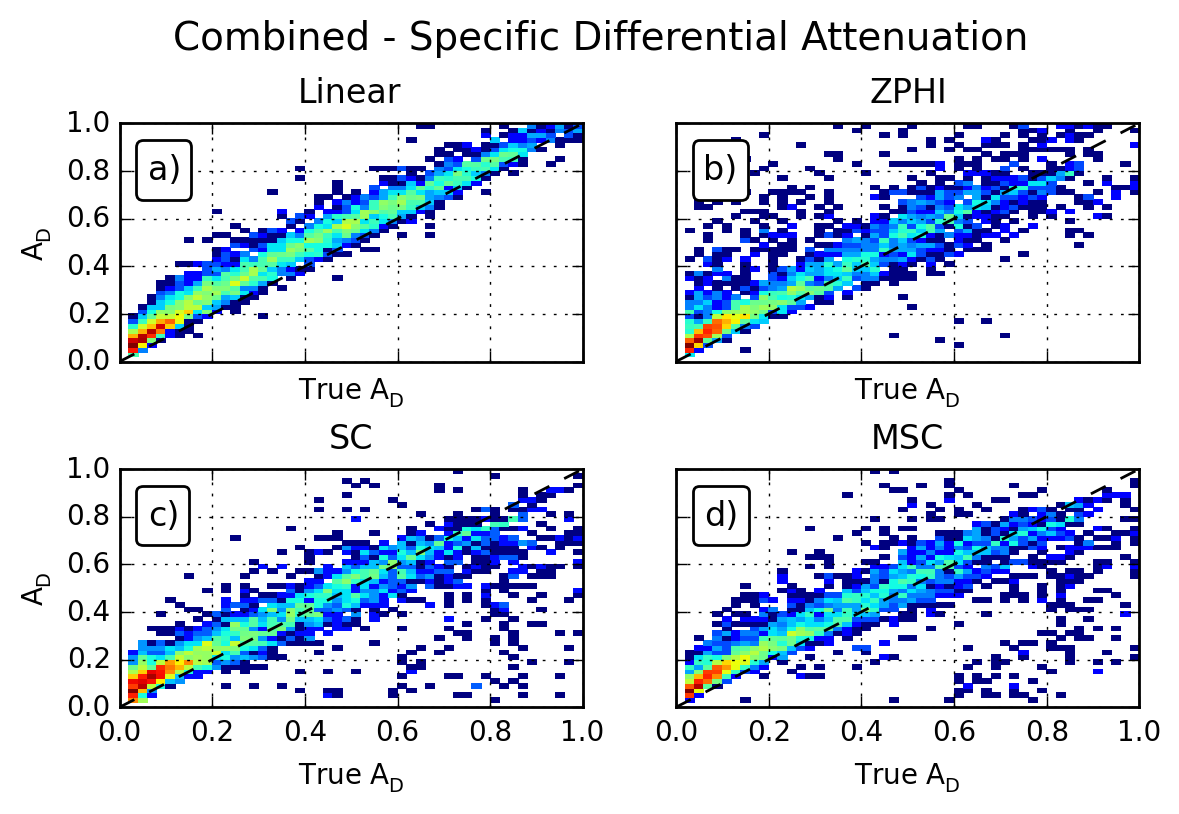 Combined - Specific Differential Attenuation
Linear
ZPHI
1.0
0.8
0.6
0.4
0.2
0.0
A_D
a)
b)
True A_D
True A_D
SC
MSC
1.0
0.8
0.6
0.4
0.2
0.0
A_D
c)
d)
0.0 0.2 0.4 0.6 0.8 1.0
0.0 0.2 0.4 0.6 0.8 1.0
True A_D
True A_D